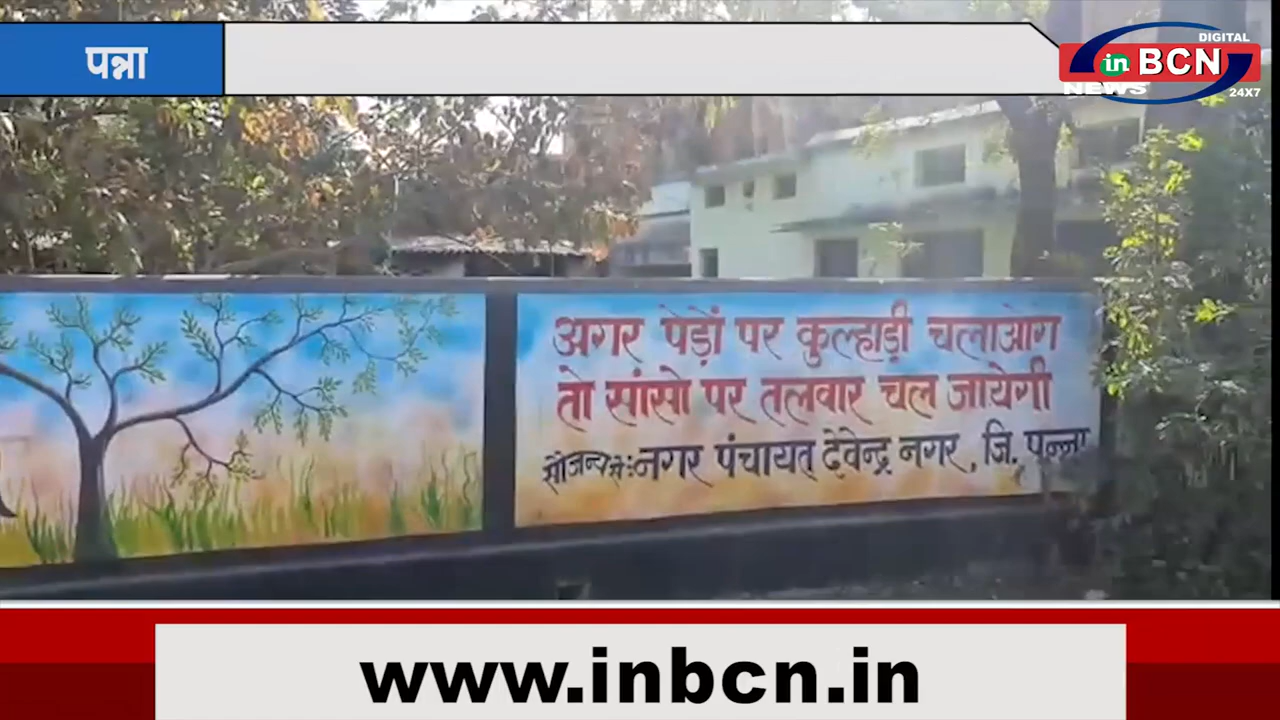 पन्ना
DIGITAL
in BCN
NEWS
24X7
अगर पेड़ों पर कुल्हाड़ी चलाओग
तो सांसो पर तलवार चल जायेगी
सौजन्य से: नगर पंचायत देवेन्द्र नगर, जि. पन्ना
www.inbcn.in